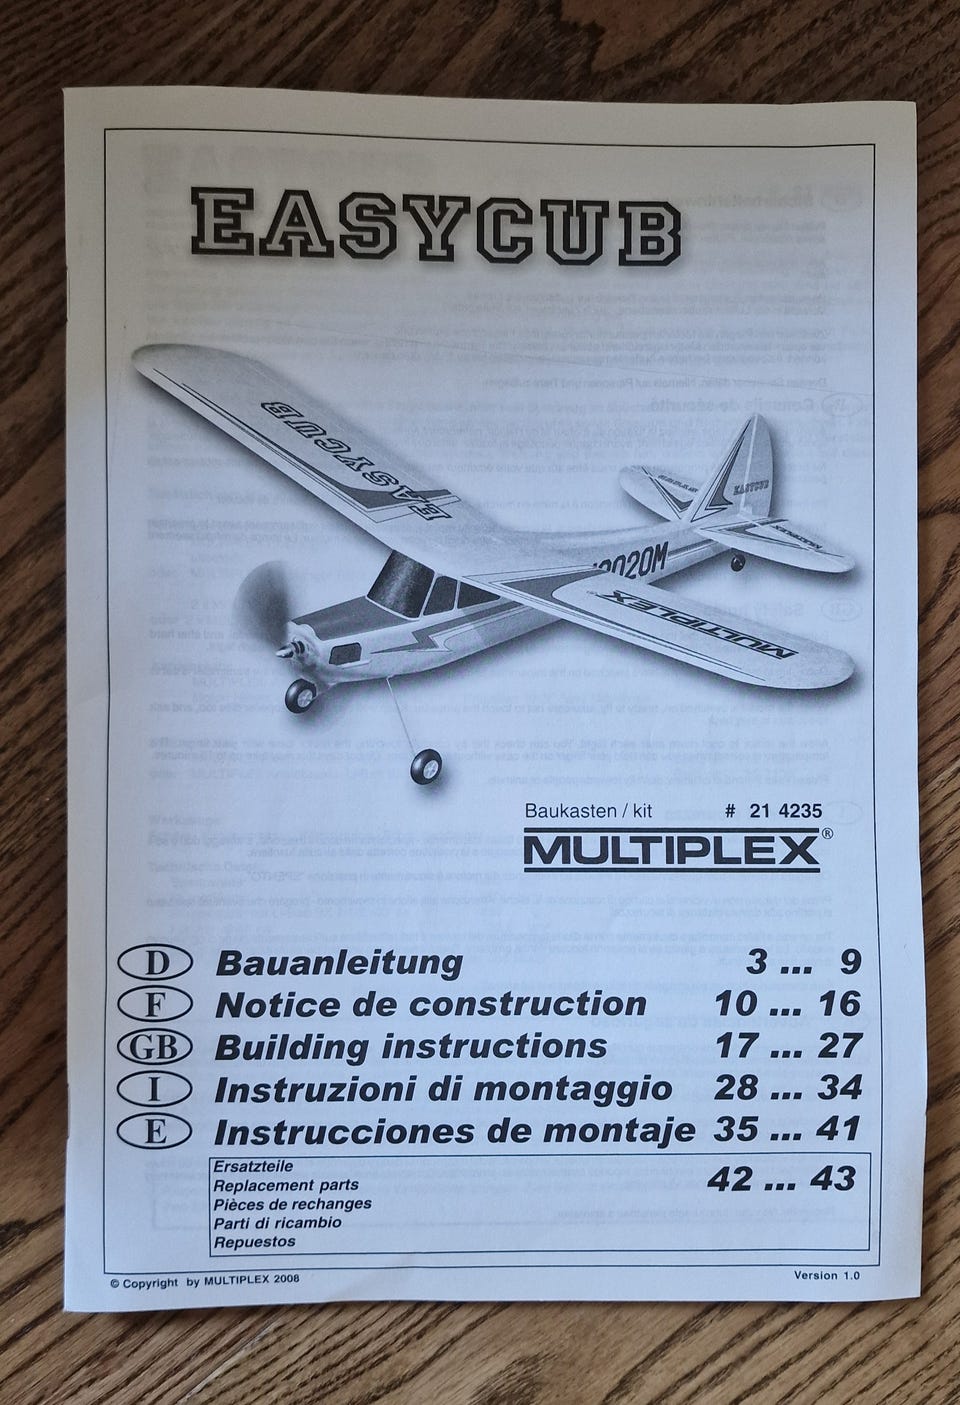 EASYCUB
EASYCUB
EASYCUB
2020M
MULTIPLEX
MULTIPLEX
Baukasten / kit # 21 4235
MULTIPLEX®
D Bauanleitung 3 ... 9
F Notice de construction 10 ... 16
GB Building instructions 17 ... 27
I Instruzioni di montaggio 28 ... 34
E Instrucciones de montaje 35 ... 41
Ersatzteile
Replacement parts 42 ... 43
Pièces de rechanges
Parti di ricambio
Repuestos
© Copyright by MULTIPLEX 2008 Version 1.0